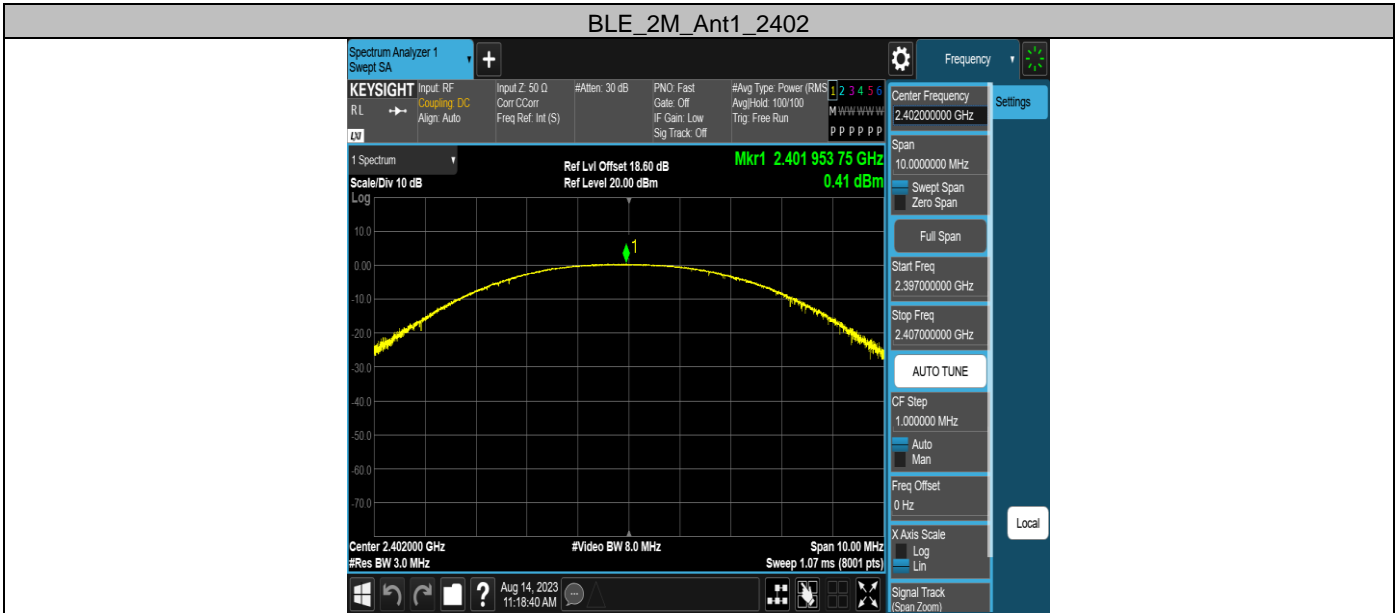 BLE_2M_Ant1_2402
Spectrum Analyzer 1
Swept SA
+
Frequency
KEYSIGHT
RL
LXI
Input: RF
Coupling: DC
Align: Auto
Input Z: 50 Ω
Corr CCorr
Freq Ref: Int (S)
#Atten: 30 dB
PNO: Fast
Gate: Off
IF Gain: Low
Sig Track: Off
#Avg Type: Power (RMS
Avg|Hold: 100/100
Trig: Free Run
1 2 3 4 5 6
M W W W W W
P P P P P P
Center Frequency
2.402000000 GHz
Settings
Span
10.0000000 MHz
Swept Span
Zero Span
Full Span
Start Freq
2.397000000 GHz
Stop Freq
2.407000000 GHz
AUTO TUNE
CF Step
1.000000 MHz
Auto
Man
Freq Offset
0 Hz
X Axis Scale
Log
Lin
Signal Track
(Span Zoom)
Local
1 Spectrum
Scale/Div 10 dB
Ref Lvl Offset 18.60 dB
Ref Level 20.00 dBm
Mkr1 2.401 953 75 GHz
0.41 dBm
Log
10.0
0.00
-10.0
-20.0
-30.0
-40.0
-50.0
-60.0
-70.0
1
Center 2.402000 GHz
#Res BW 3.0 MHz
#Video BW 8.0 MHz
Span 10.00 MHz
Sweep 1.07 ms (8001 pts)
?
Aug 14, 2023
11:18:40 AM